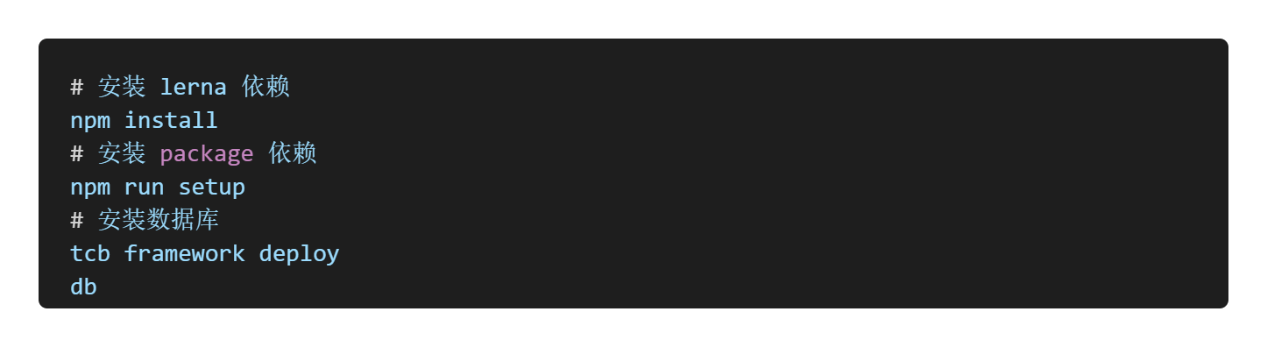 # 安装 lerna 依赖
npm install
# 安装 package 依赖
npm run setup
# 安装数据库
tcb framework deploy
db